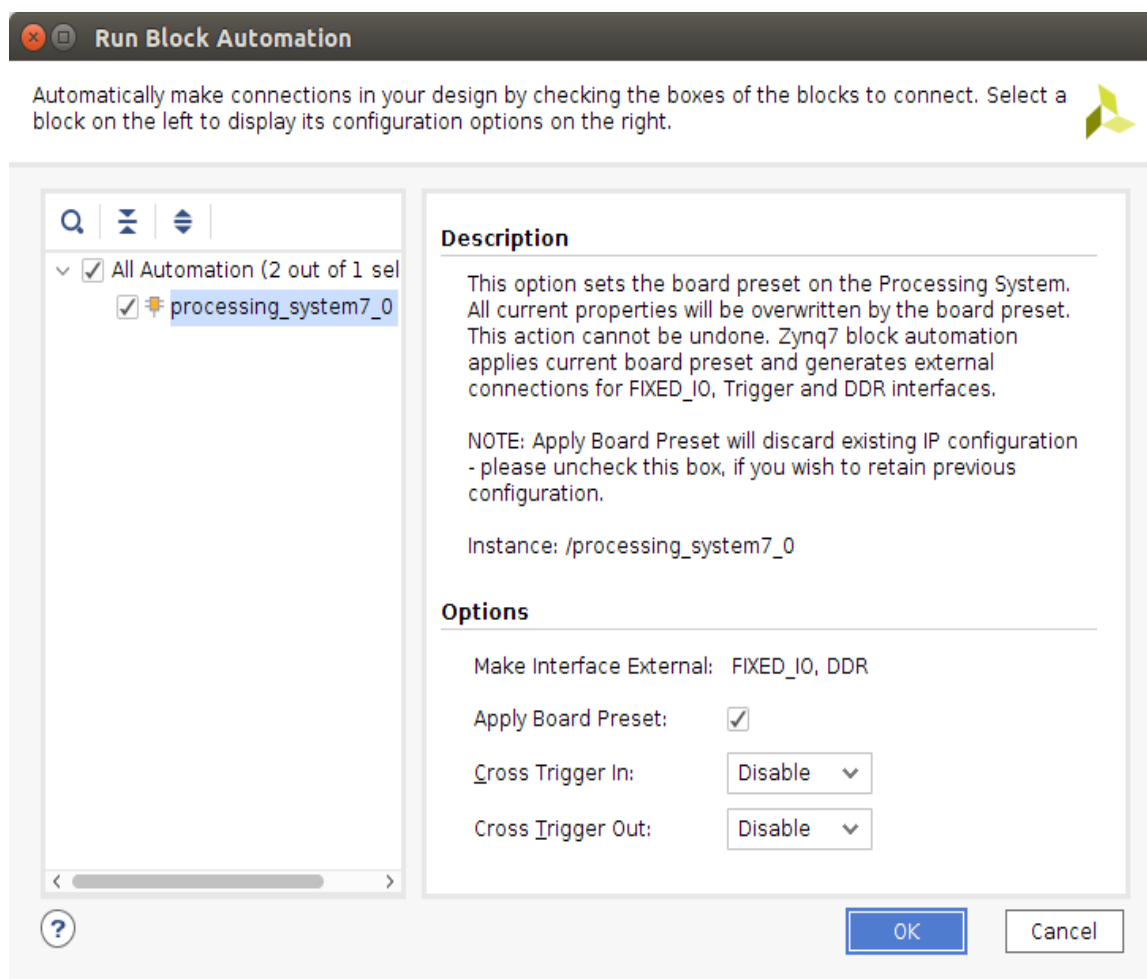 Run Block Automation
Automatically make connections in your design by checking the boxes of the blocks to connect. Select a
block on the left to display its configuration options on the right.
All Automation (2 out of 1 sel
processing_system7_0
Description
This option sets the board preset on the Processing System.
All current properties will be overwritten by the board preset.
This action cannot be undone. Zynq7 block automation
applies current board preset and generates external
connections for FIXED_IO, Trigger and DDR interfaces.
NOTE: Apply Board Preset will discard existing IP configuration
- please uncheck this box, if you wish to retain previous
configuration.
Instance: /processing_system7_0
Options
Make Interface External: FIXED_IO, DDR
Apply Board Preset:
Cross Trigger In: Disable
Cross Trigger Out: Disable
?
OK Cancel